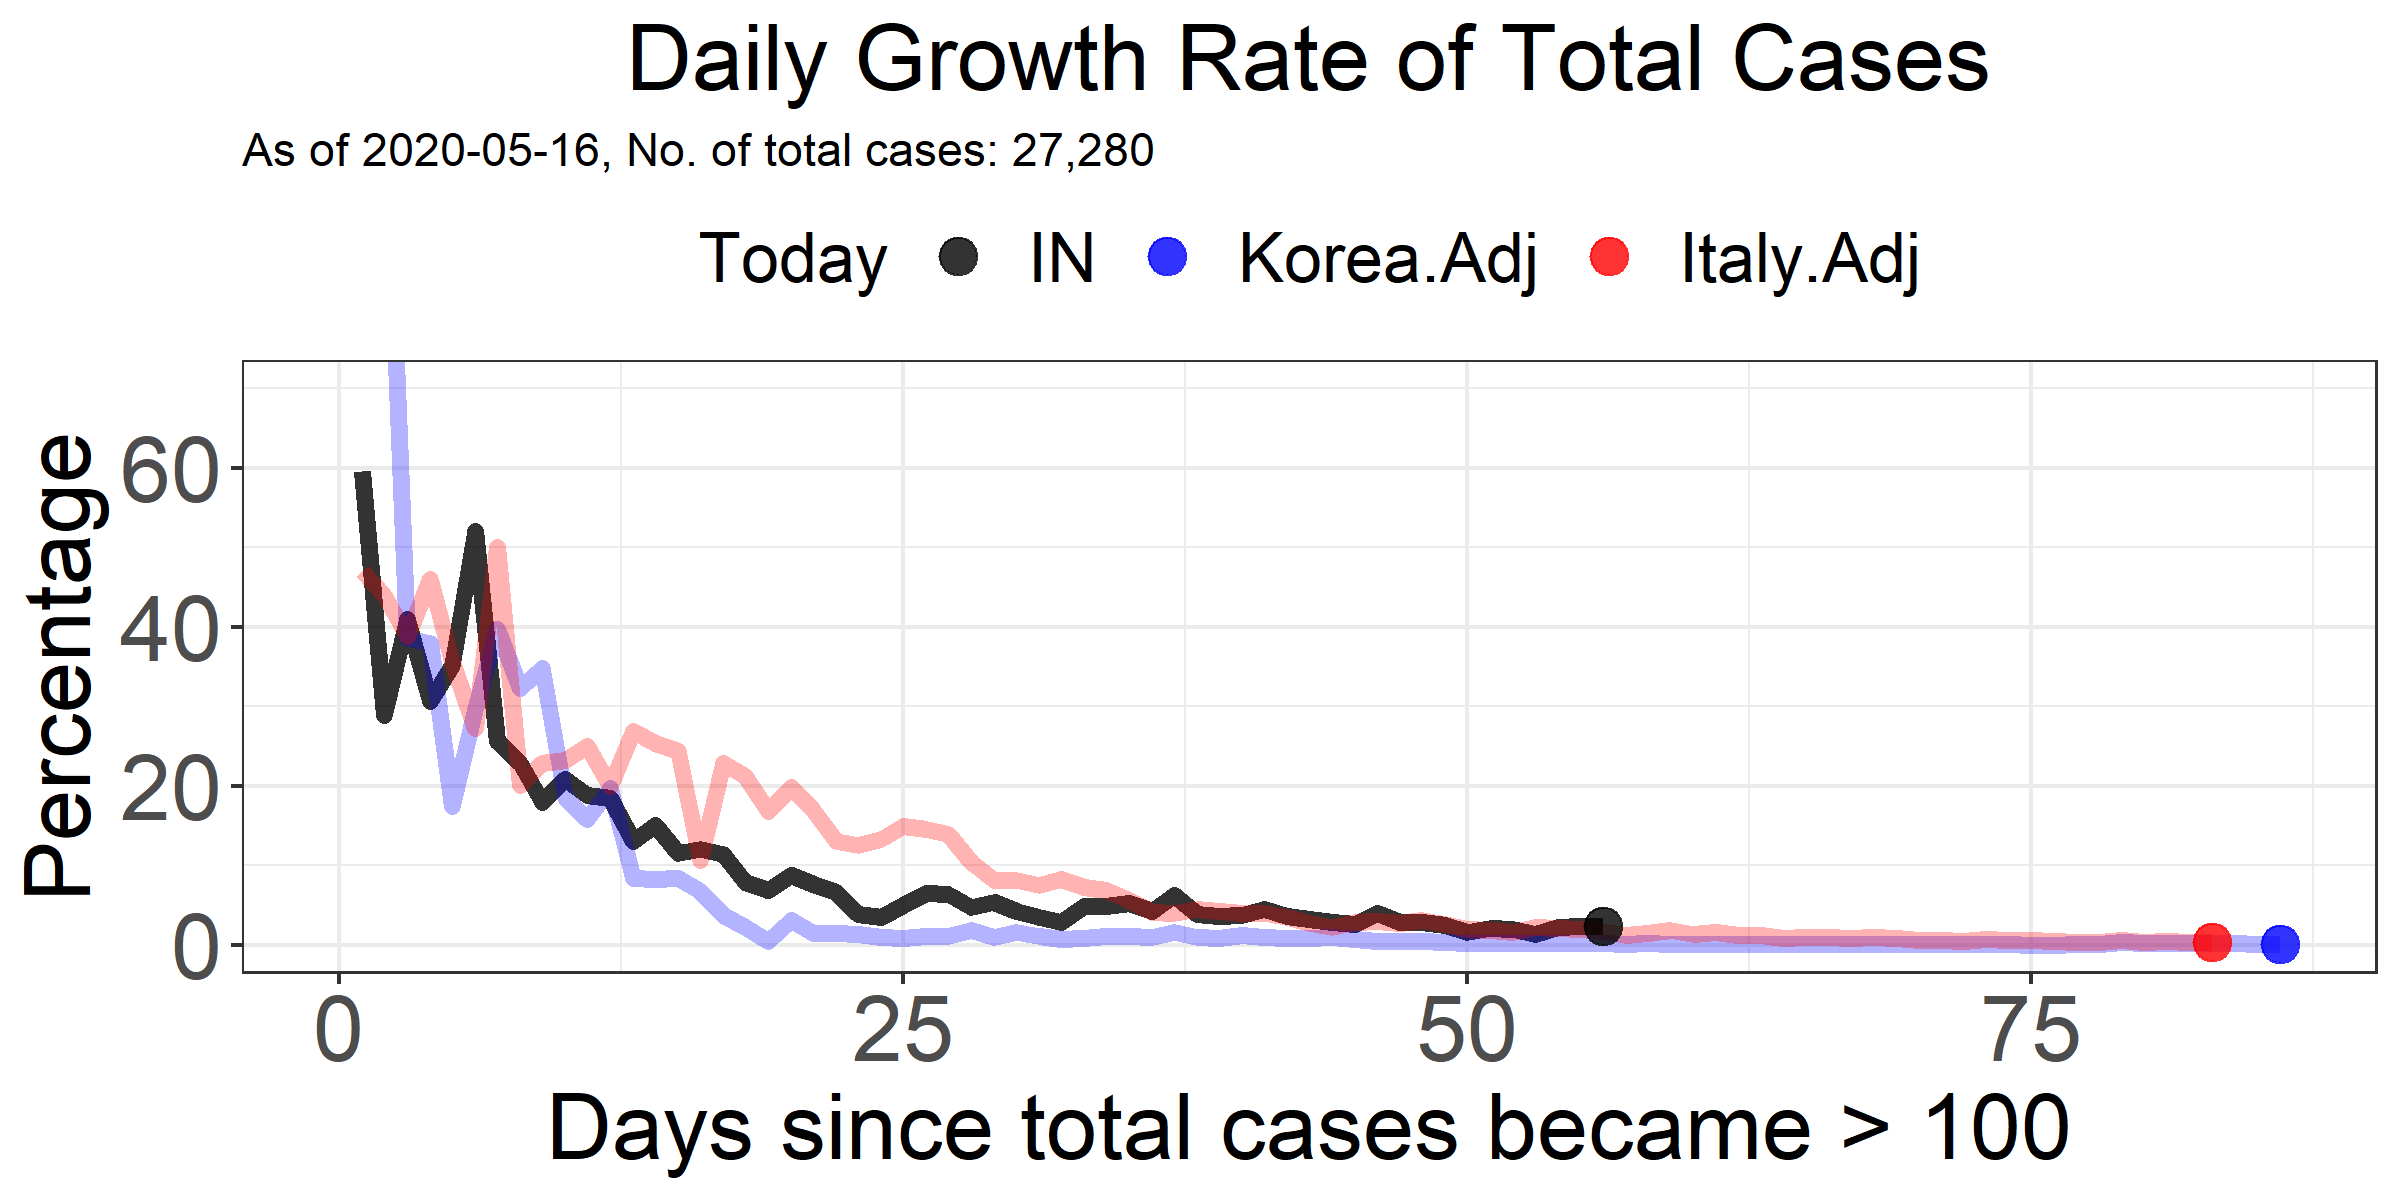 Daily Growth Rate of Total Cases
As of 2020-05-16, No. of total cases: 27,280
Today IN Korea.Adj Italy.Adj
Percentage
60
40
20
0
0 25 50 75
Days since total cases became > 100